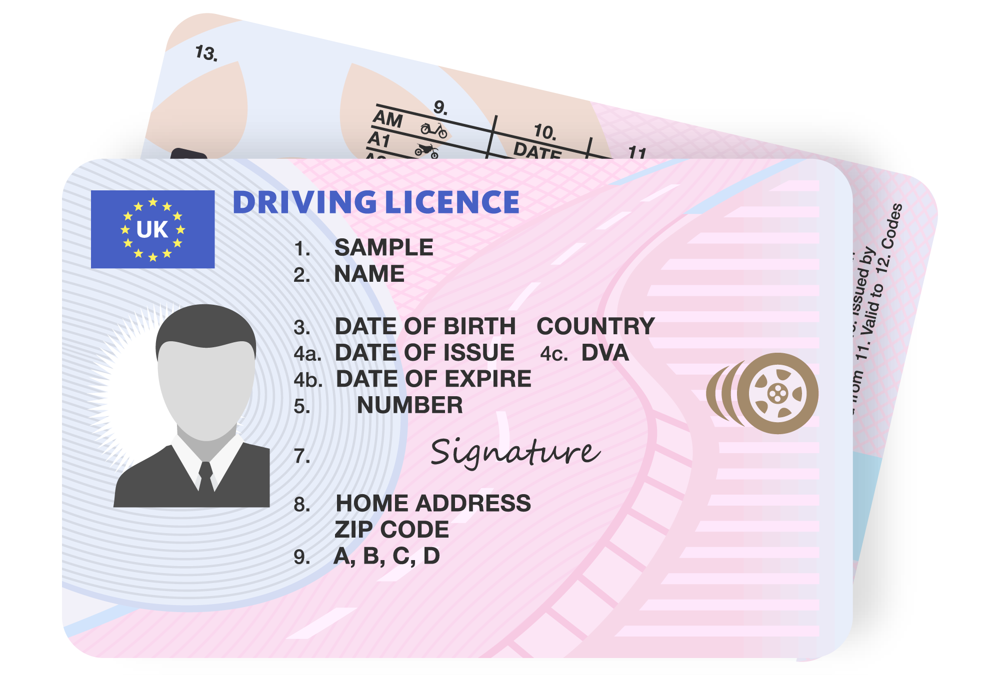 13.
9.
AM
10.
A1
DATE
11
UK
DRIVING LICENCE
1. SAMPLE
2. NAME
3. DATE OF BIRTH COUNTRY
4a. DATE OF ISSUE 4c. DVA
4b. DATE OF EXPIRE
5. NUMBER
7. Signature
8. HOME ADDRESS
ZIP CODE
9. A, B, C, D
Issued by
from 11. Valid to 12. Codes